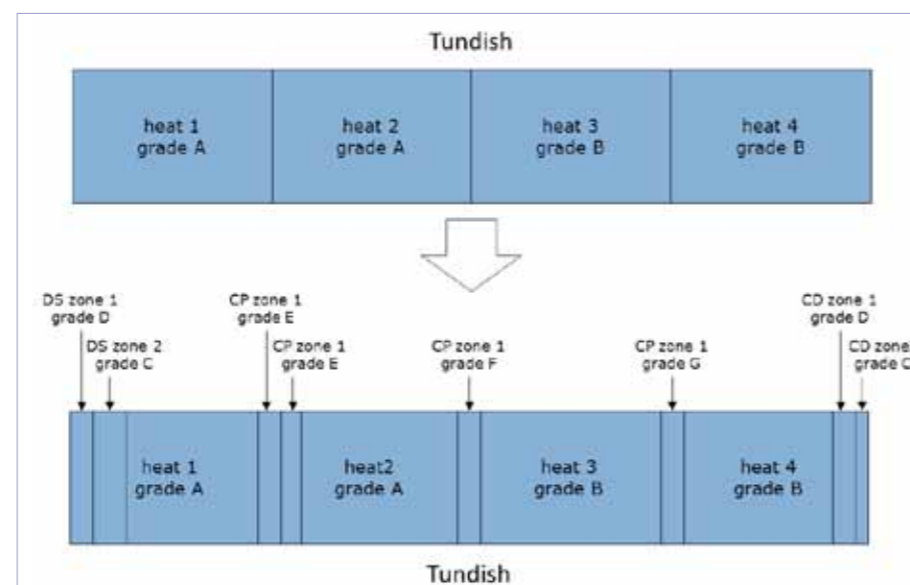 Tundish
heat 1
grade A
heat 2
grade A
heat 3
grade B
heat 4
grade B
DS zone 1
grade D
DS zone 2
grade C
CP zone 1
grade E
CP zone 1
grade E
CP zone 1
grade F
CP zone 1
grade G
CD zone 1
grade D
CD zone
grade C
heat 1
grade A
heat2
grade A
heat 3
grade B
heat 4
grade B
Tundish